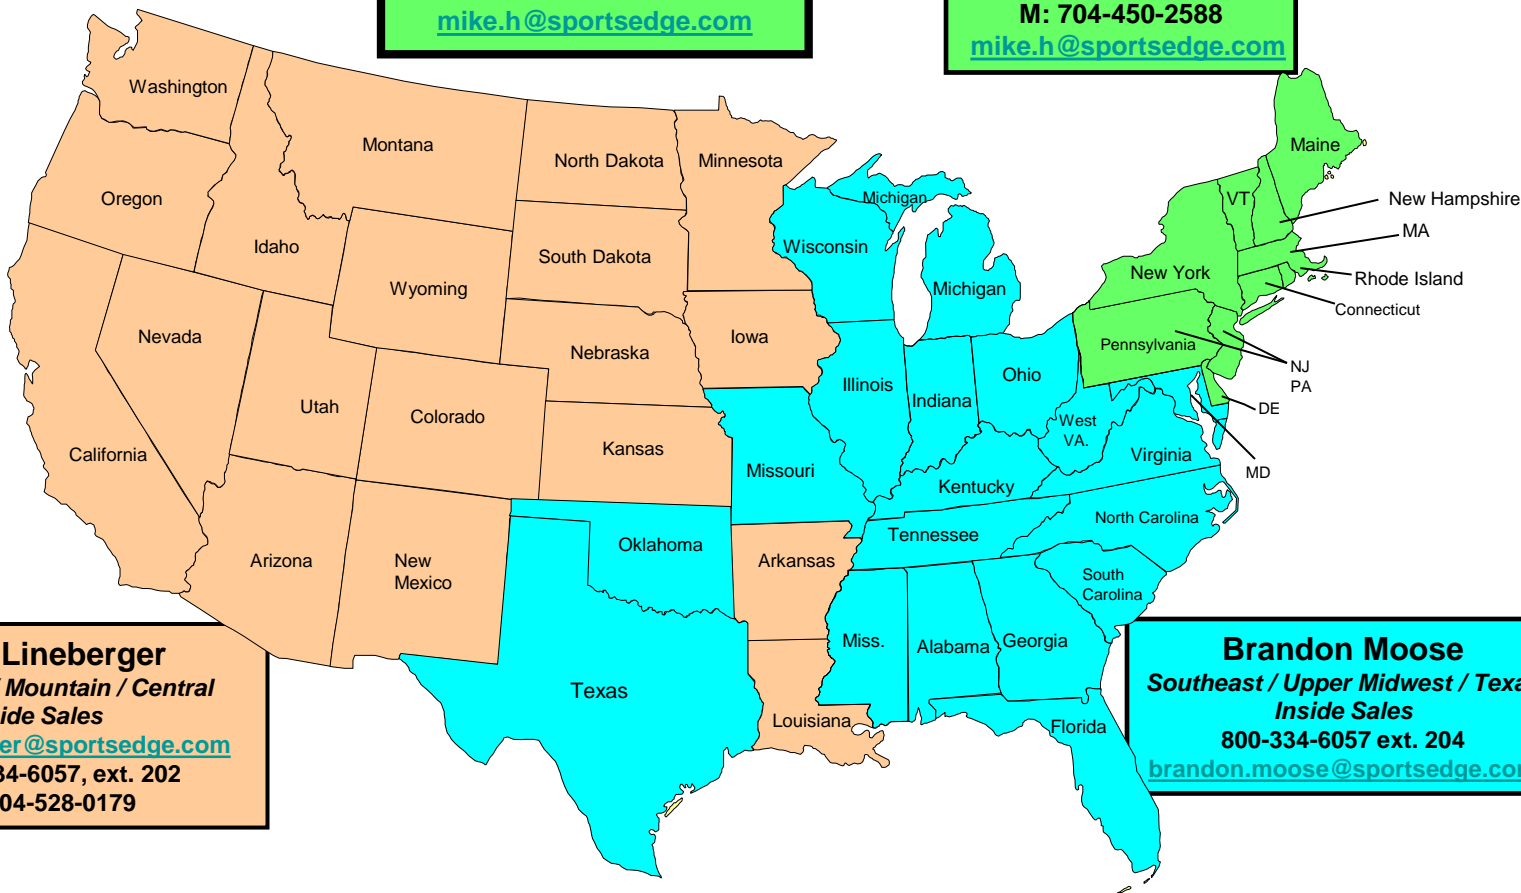 mike.h@sportsedge.com
M: 704-450-2588
mike.h@sportsedge.com
Washington
Montana
North Dakota
Minnesota
Maine
Oregon
Michigan
VT
New Hampshire
MA
Idaho
South Dakota
Wisconsin
New York
Rhode Island
Wyoming
Michigan
Connecticut
Nevada
Nebraska
Iowa
Pennsylvania
NJ
PA
Utah
Colorado
Illinois
Indiana
Ohio
DE
California
Kansas
Missouri
West
VA.
Virginia
MD
Kentucky
North Carolina
Oklahoma
Tennessee
Arizona
New
Mexico
Arkansas
South
Carolina
Miss.
Alabama
Georgia
Texas
Louisiana
Florida
Lineberger
/ Mountain / Central
ide Sales
er@sportsedge.com
34-6057, ext. 202
04-528-0179
Brandon Moose
Southeast / Upper Midwest / Texa
Inside Sales
800-334-6057 ext. 204
brandon.moose@sportsedge.co